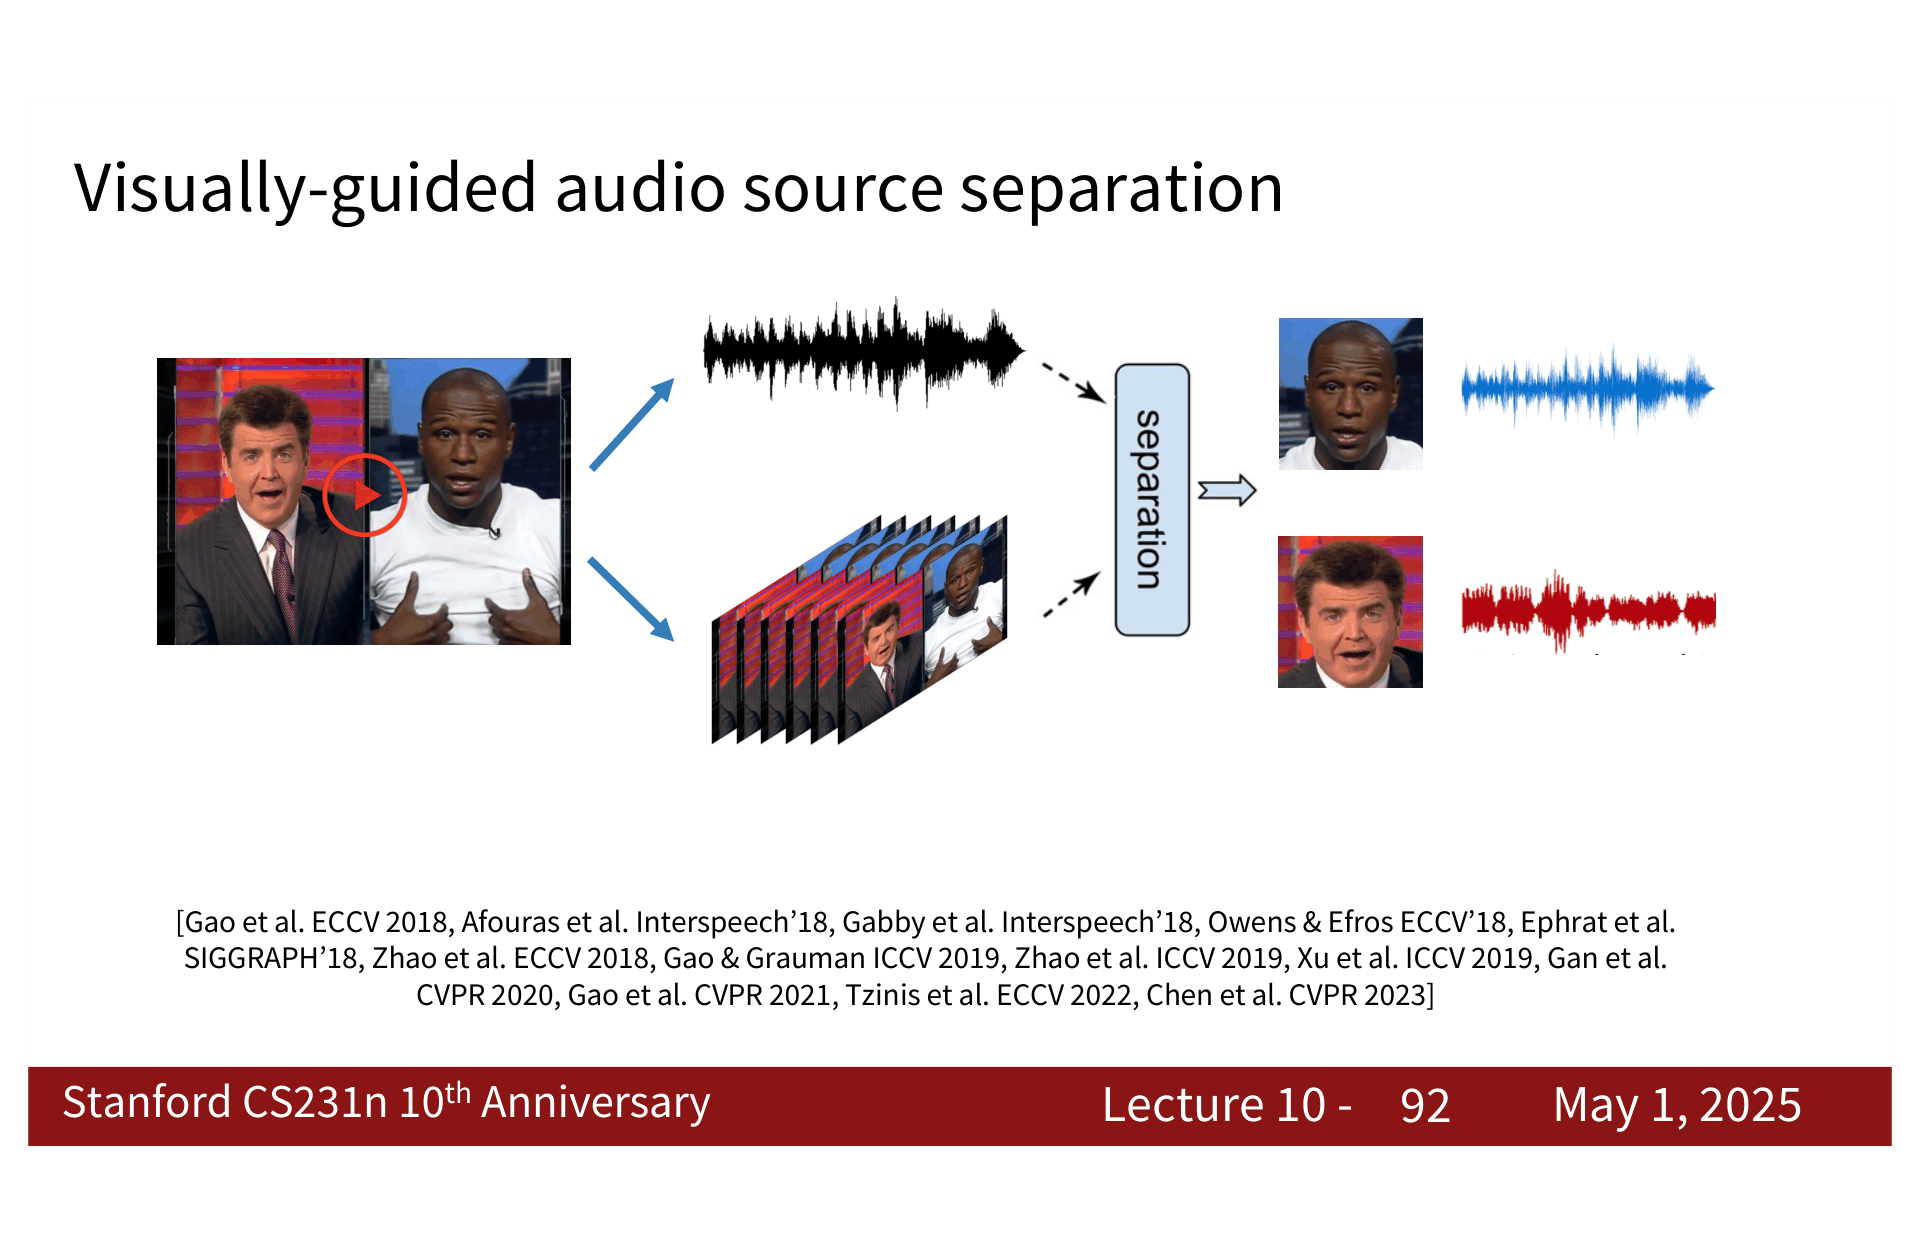 Visually-guided audio source separation
separation
[Gao et al. ECCV 2018, Afouras et al. Interspeech’18, Gabby et al. Interspeech’18, Owens & Efros ECCV’18, Ephrat et al.
SIGGRAPH’18, Zhao et al. ECCV 2018, Gao & Grauman ICCV 2019, Zhao et al. ICCV 2019, Xu et al. ICCV 2019, Gan et al.
CVPR 2020, Gao et al. CVPR 2021, Tzinis et al. ECCV 2022, Chen et al. CVPR 2023]
Stanford CS231n 10th Anniversary Lecture 10 - 92 May 1, 2025